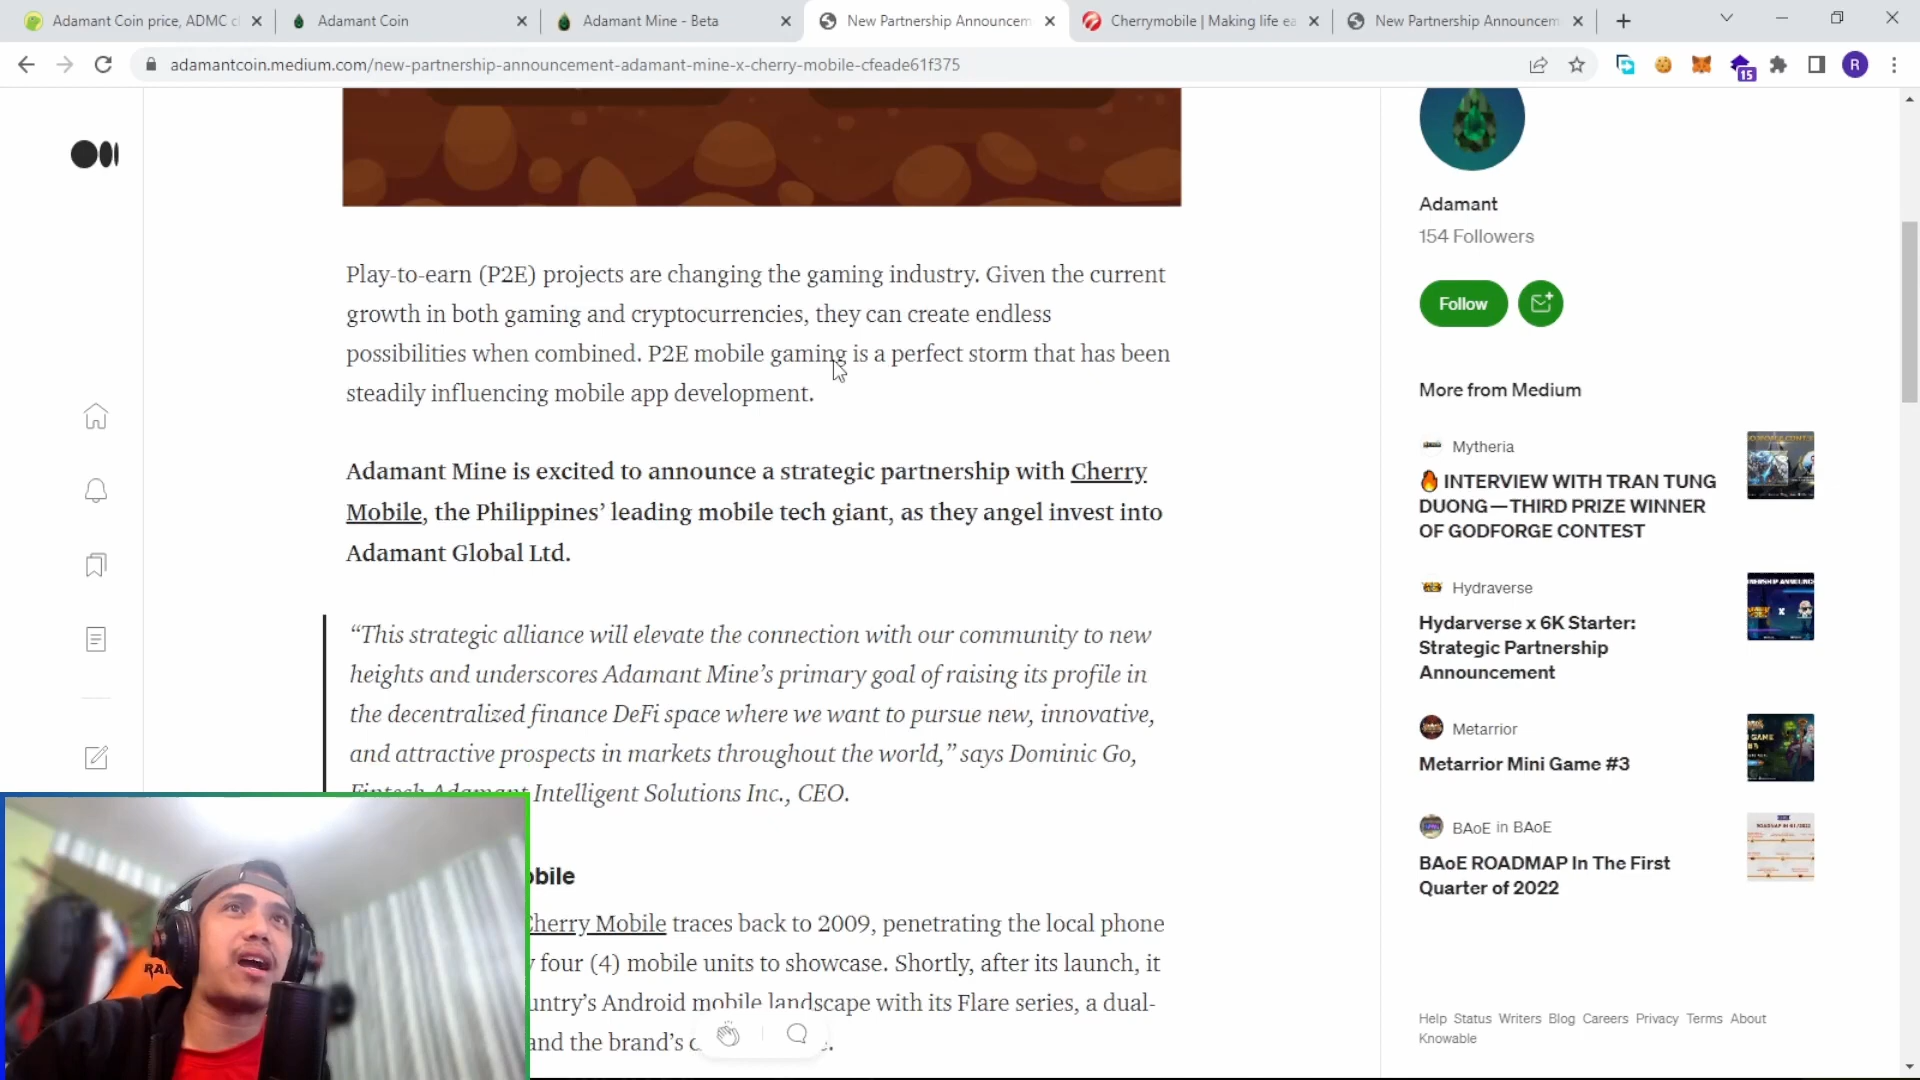 Adamant Coin price, ADMC c
Adamant Coin
Adamant Mine - Beta
New Partnership Announcem
Cherrymobile | Making life ea
New Partnership Announcem
adamantcoin.medium.com/new-partnership-announcement-adamant-mine-x-cherry-mobile-cfeade61f375
15
R
Play-to-earn (P2E) projects are changing the gaming industry. Given the current
growth in both gaming and cryptocurrencies, they can create endless
possibilities when combined. P2E mobile gaming is a perfect storm that has been
steadily influencing mobile app development.
Adamant Mine is excited to announce a strategic partnership with Cherry
Mobile, the Philippines’ leading mobile tech giant, as they angel invest into
Adamant Global Ltd.
“This strategic alliance will elevate the connection with our community to new
heights and underscores Adamant Mine’s primary goal of raising its profile in
the decentralized finance DeFi space where we want to pursue new, innovative,
and attractive prospects in markets throughout the world,” says Dominic Go,
Fintech Adamant Intelligent Solutions Inc., CEO.
obile
Cherry Mobile traces back to 2009, penetrating the local phone
four (4) mobile units to showcase. Shortly, after its launch, it
untry’s Android mobile landscape with its Flare series, a dual-
and the brand’s
Adamant
154 Followers
Follow
More from Medium
Mytheria
🔥 INTERVIEW WITH TRAN TUNG
DUONG — THIRD PRIZE WINNER
OF GODFORGE CONTEST
Hydraverse
Hydarverse x 6K Starter:
Strategic Partnership
Announcement
Metarrior
Metarrior Mini Game #3
BAoE in BAoE
BAoE ROADMAP In The First
Quarter of 2022
Help Status Writers Blog Careers Privacy Terms About
Knowable